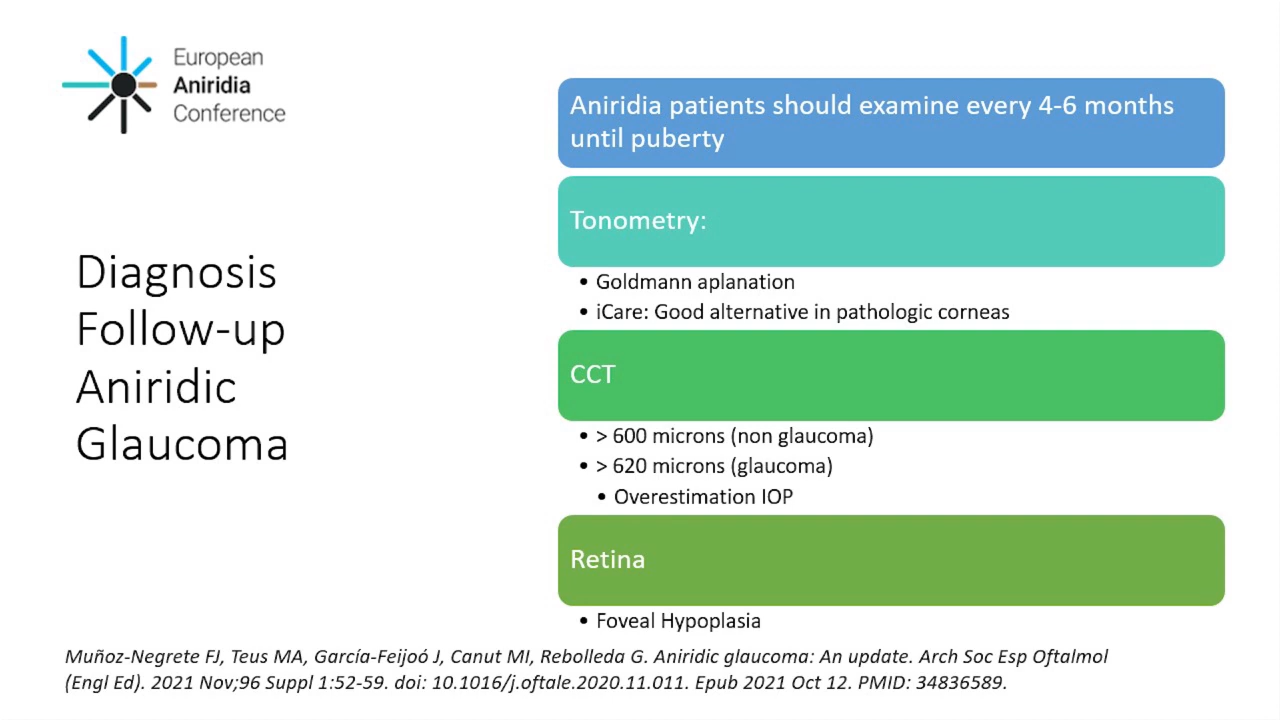 European
Aniridia
Conference
Diagnosis
Follow-up
Aniridic
Glaucoma
Aniridia patients should examine every 4-6 months
until puberty
Tonometry:
• Goldmann aplanation
• iCare: Good alternative in pathologic corneas
CCT
• > 600 microns (non glaucoma)
• > 620 microns (glaucoma)
• Overestimation IOP
Retina
• Foveal Hypoplasia
Muñoz-Negrete FJ, Teus MA, García-Feijoó J, Canut MI, Rebolleda G. Aniridic glaucoma: An update. Arch Soc Esp Oftalmol
(Engl Ed). 2021 Nov;96 Suppl 1:52-59. doi: 10.1016/j.oftale.2020.11.011. Epub 2021 Oct 12. PMID: 34836589.